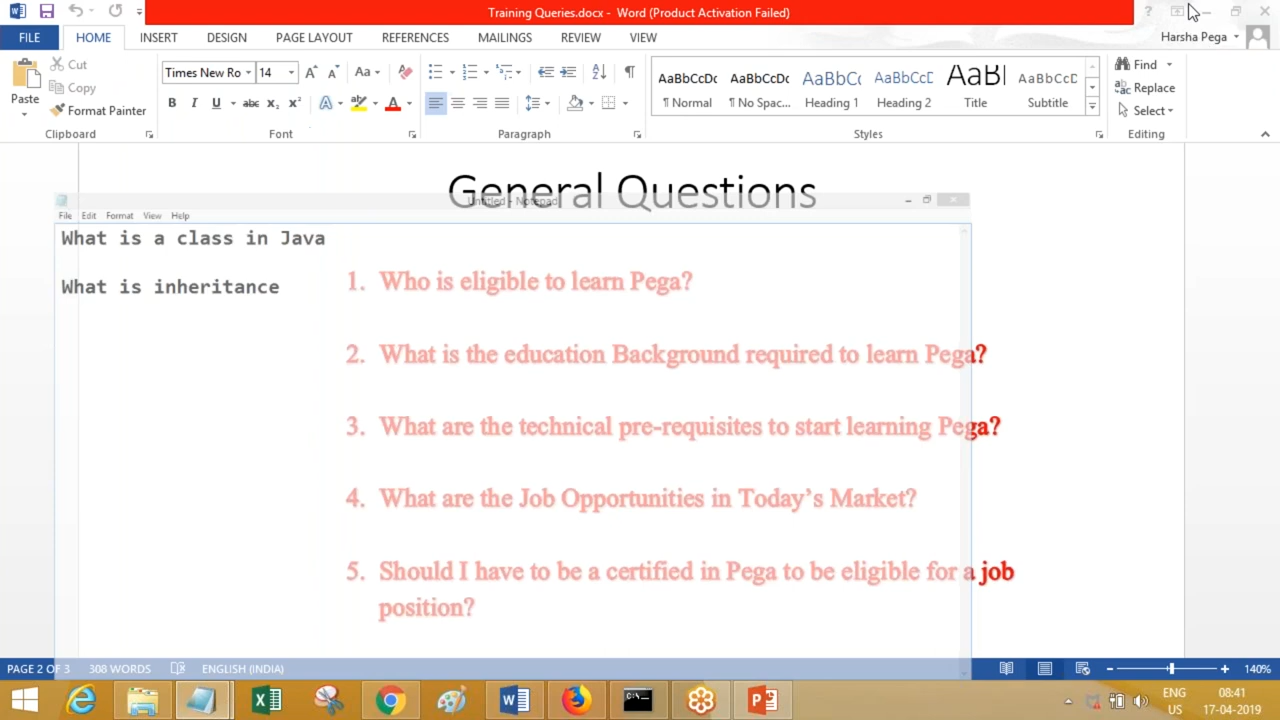 Training Queries.docx - Word (Product Activation Failed)
FILE HOME INSERT DESIGN PAGE LAYOUT REFERENCES MAILINGS REVIEW VIEW
Harsha Pega
Paste
Cut
Copy
Format Painter
Times New Ro 14
AaBbCcDc AaBbCcDc AaBbCc AaBbCcD AaBl AaBbCcD
¶ Normal ¶ No Spac... Heading 1 Heading 2 Title Subtitle
Find
Replace
Select
Clipboard Font Paragraph Styles Editing
General Questions
Untitled - Notepad
File Edit Format View Help
What is a class in Java
What is inheritance
1. Who is eligible to learn Pega?
2. What is the education Background required to learn Pega?
3. What are the technical pre-requisites to start learning Pega?
4. What are the Job Opportunities in Today’s Market?
5. Should I have to be a certified in Pega to be eligible for a job
position?
PAGE 2 OF 3 308 WORDS ENGLISH (INDIA) 140%
ENG
US
08:41
17-04-2019